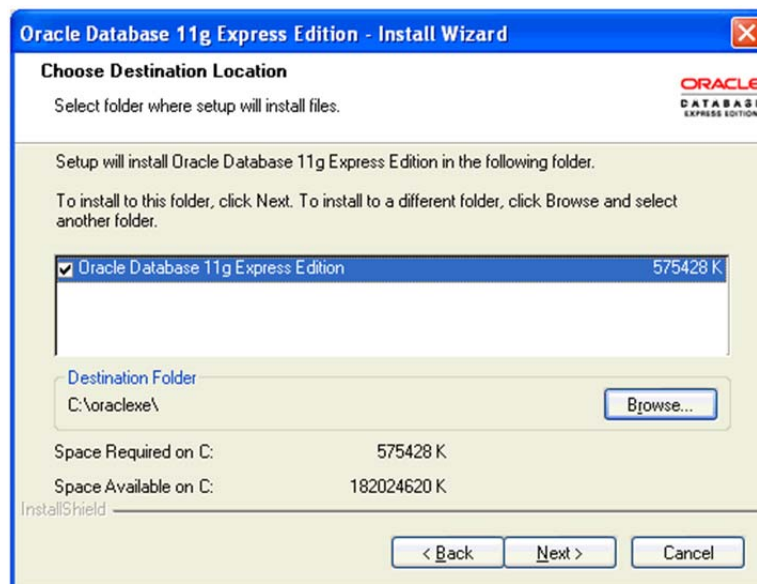 Oracle Database 11g Express Edition - Install Wizard
Choose Destination Location
Select folder where setup will install files.
ORACLE
DATABASE
EXPRESS EDITION
Setup will install Oracle Database 11g Express Edition in the following folder.
To install to this folder, click Next. To install to a different folder, click Browse and select
another folder.
Oracle Database 11g Express Edition 575428 K
Destination Folder
C:\oraclexe\
Browse...
Space Required on C: 575428 K
Space Available on C: 182024620 K
InstallShield
< Back Next > Cancel